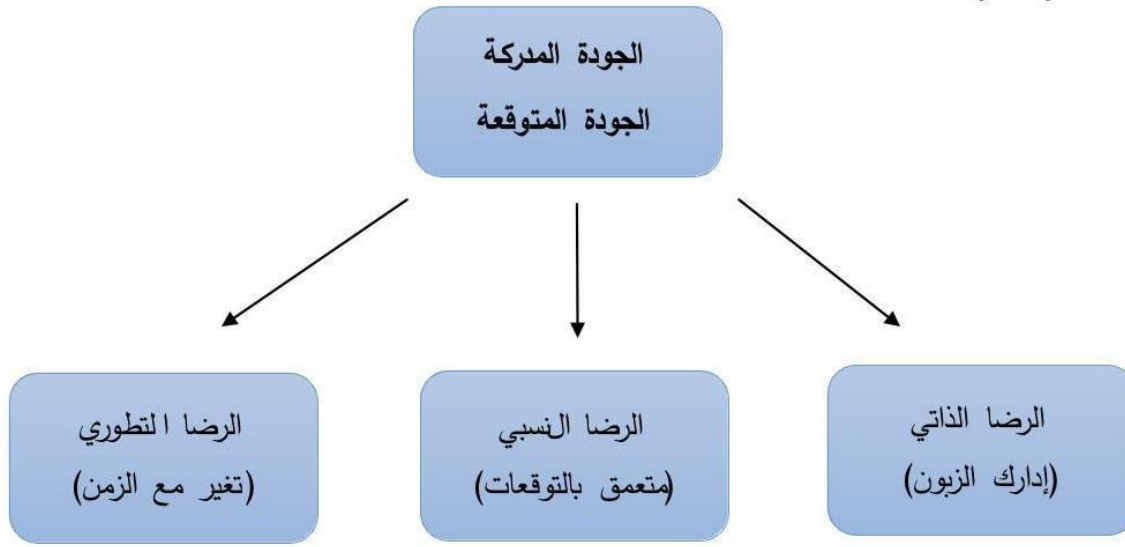 الجودة المدركة
الجودة المتوقعة
الرضا الذاتي
(إدارك الزبون)
الرضا النسبي
(متعمق بالتوقعات)
الرضا التطوري
(تغير مع الزمن)